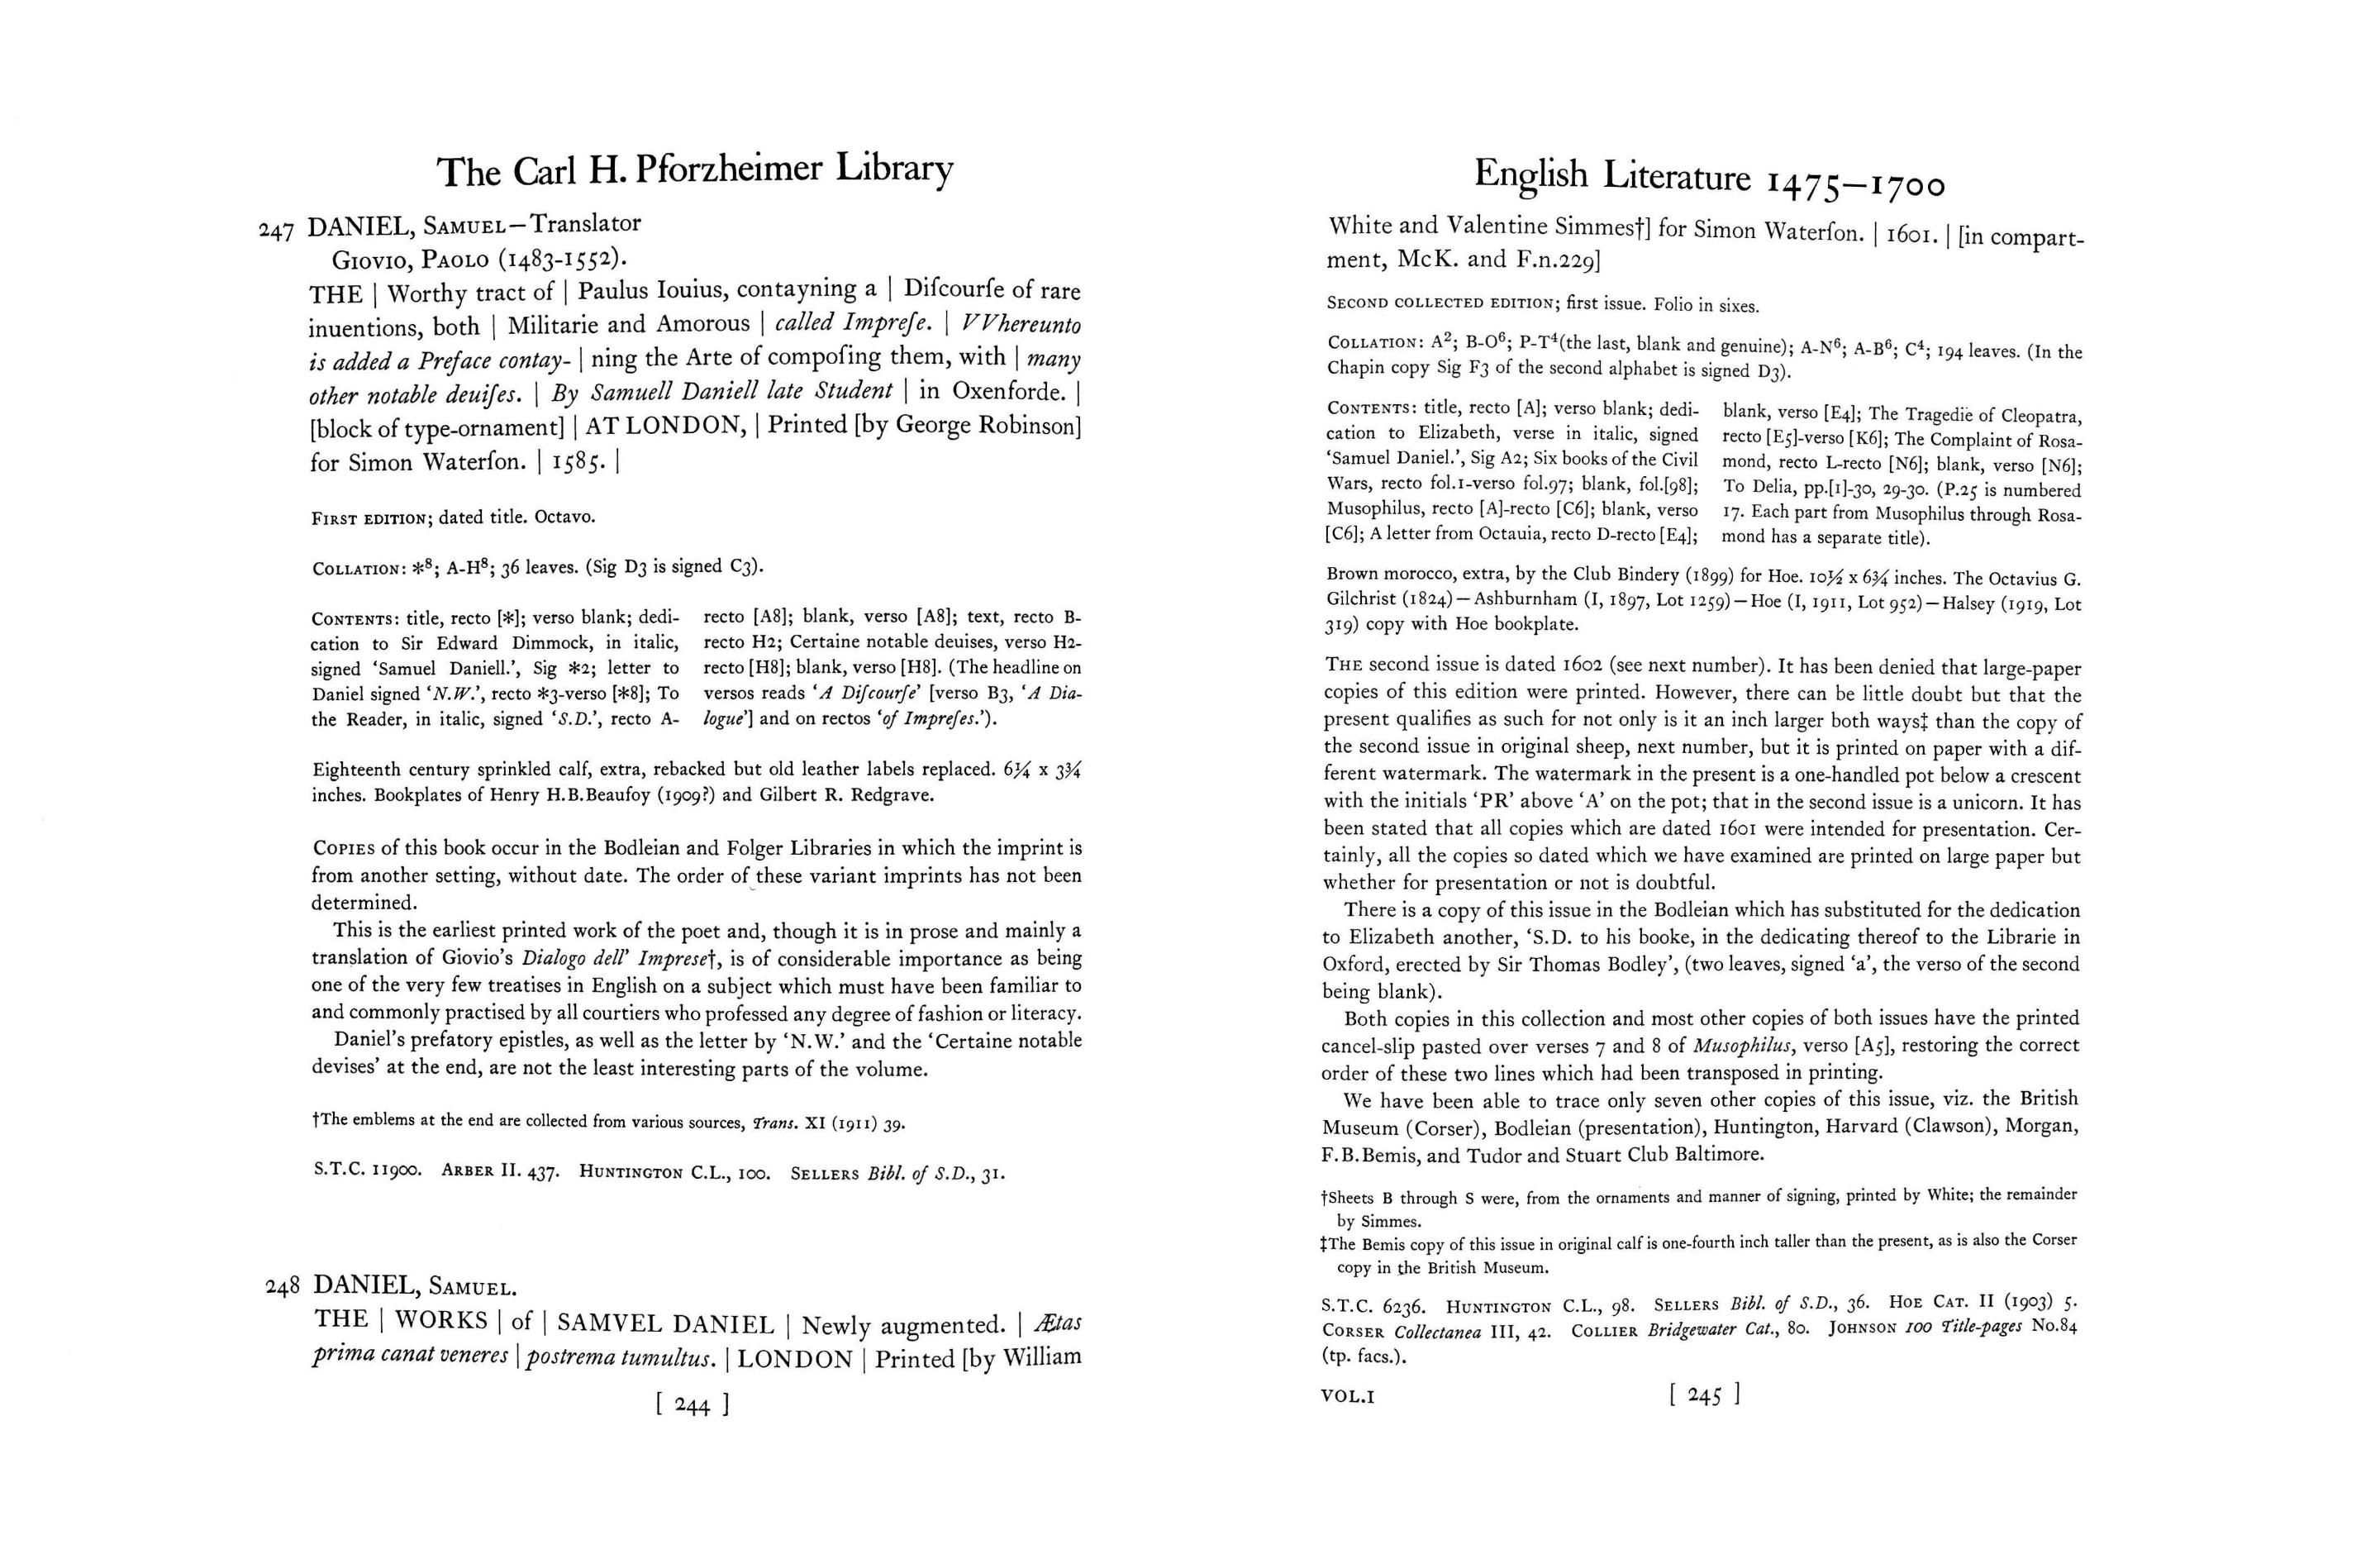 The Carl H. Pforzheimer Library
247 DANIEL, SAMUEL—Translator
GIOVIO, PAOLO (1483-1552).
THE | Worthy tract of | Paulus Iouius, contayning a | Diſcourſe of rare
inuentions, both | Militarie and Amorous | called Impreſe. | VVhereunto
is added a Preface contay- | ning the Arte of compoſing them, with | many
other notable deuiſes. | By Samuell Daniell late Student | in Oxenforde. |
[block of type-ornament] | AT LONDON, | Printed [by George Robinson]
for Simon Waterſon. | 1585. |
FIRST EDITION; dated title. Octavo.
COLLATION: *⁸; A-H⁸; 36 leaves. (Sig D3 is signed C3).
CONTENTS: title, recto [*]; verso blank; dedi-
cation to Sir Edward Dimmock, in italic,
signed ‘Samuel Daniell.’, Sig *2; letter to
Daniel signed ‘N.W.’, recto *3-verso [*8]; To
the Reader, in italic, signed ‘S.D.’, recto A-
recto [A8]; blank, verso [A8]; text, recto B-
recto H2; Certaine notable deuises, verso H2-
recto [H8]; blank, verso [H8]. (The headline on
versos reads ‘A Diſcourſe’ [verso B3, ‘A Dia-
logue’] and on rectos ‘of Impreſes.’).
Eighteenth century sprinkled calf, extra, rebacked but old leather labels replaced. 6¼ x 3¾
inches. Bookplates of Henry H.B.Beaufoy (1909?) and Gilbert R. Redgrave.
COPIES of this book occur in the Bodleian and Folger Libraries in which the imprint is
from another setting, without date. The order of these variant imprints has not been
determined.
This is the earliest printed work of the poet and, though it is in prose and mainly a
translation of Giovio’s Dialogo dell’ Imprese†, is of considerable importance as being
one of the very few treatises in English on a subject which must have been familiar to
and commonly practised by all courtiers who professed any degree of fashion or literacy.
Daniel’s prefatory epistles, as well as the letter by ‘N.W.’ and the ‘Certaine notable
devises’ at the end, are not the least interesting parts of the volume.
†The emblems at the end are collected from various sources, Trans. XI (1911) 39.
S.T.C. 11900. ARBER II. 437. HUNTINGTON C.L., 100. SELLERS Bibl. of S.D., 31.
248 DANIEL, SAMUEL.
THE | WORKS | of | SAMVEL DANIEL | Newly augmented. | Ætas
prima canat veneres | postrema tumultus. | LONDON | Printed [by William
[ 244 ]
English Literature 1475—1700
White and Valentine Simmes†] for Simon Waterſon. | 1601. | [in compart-
ment, McK. and F.n.229]
SECOND COLLECTED EDITION; first issue. Folio in sixes.
COLLATION: A²; B-O⁶; P-T⁴(the last, blank and genuine); A-N⁶; A-B⁶; C⁴; 194 leaves. (In the
Chapin copy Sig F3 of the second alphabet is signed D3).
CONTENTS: title, recto [A]; verso blank; dedi-
cation to Elizabeth, verse in italic, signed
‘Samuel Daniel.’, Sig A2; Six books of the Civil
Wars, recto fol.1-verso fol.97; blank, fol.[98];
Musophilus, recto [A]-recto [C6]; blank, verso
[C6]; A letter from Octauia, recto D-recto [E4];
blank, verso [E4]; The Tragedie of Cleopatra,
recto [E5]-verso [K6]; The Complaint of Rosa-
mond, recto L-recto [N6]; blank, verso [N6];
To Delia, pp.[1]-30, 29-30. (P.25 is numbered
17. Each part from Musophilus through Rosa-
mond has a separate title).
Brown morocco, extra, by the Club Bindery (1899) for Hoe. 10½ x 6¾ inches. The Octavius G.
Gilchrist (1824)—Ashburnham (I, 1897, Lot 1259)—Hoe (I, 1911, Lot 952)—Halsey (1919, Lot
319) copy with Hoe bookplate.
THE second issue is dated 1602 (see next number). It has been denied that large-paper
copies of this edition were printed. However, there can be little doubt but that the
present qualifies as such for not only is it an inch larger both ways‡ than the copy of
the second issue in original sheep, next number, but it is printed on paper with a dif-
ferent watermark. The watermark in the present is a one-handled pot below a crescent
with the initials ‘PR’ above ‘A’ on the pot; that in the second issue is a unicorn. It has
been stated that all copies which are dated 1601 were intended for presentation. Cer-
tainly, all the copies so dated which we have examined are printed on large paper but
whether for presentation or not is doubtful.
There is a copy of this issue in the Bodleian which has substituted for the dedication
to Elizabeth another, ‘S.D. to his booke, in the dedicating thereof to the Librarie in
Oxford, erected by Sir Thomas Bodley’, (two leaves, signed ‘a’, the verso of the second
being blank).
Both copies in this collection and most other copies of both issues have the printed
cancel-slip pasted over verses 7 and 8 of Musophilus, verso [A5], restoring the correct
order of these two lines which had been transposed in printing.
We have been able to trace only seven other copies of this issue, viz. the British
Museum (Corser), Bodleian (presentation), Huntington, Harvard (Clawson), Morgan,
F.B.Bemis, and Tudor and Stuart Club Baltimore.
†Sheets B through S were, from the ornaments and manner of signing, printed by White; the remainder
by Simmes.
‡The Bemis copy of this issue in original calf is one-fourth inch taller than the present, as is also the Corser
copy in the British Museum.
S.T.C. 6236. HUNTINGTON C.L., 98. SELLERS Bibl. of S.D., 36. HOE CAT. II (1903) 5.
CORSER Collectanea III, 42. COLLIER Bridgewater Cat., 80. JOHNSON 100 Title-pages No.84
(tp. facs.).
VOL.I
[ 245 ]